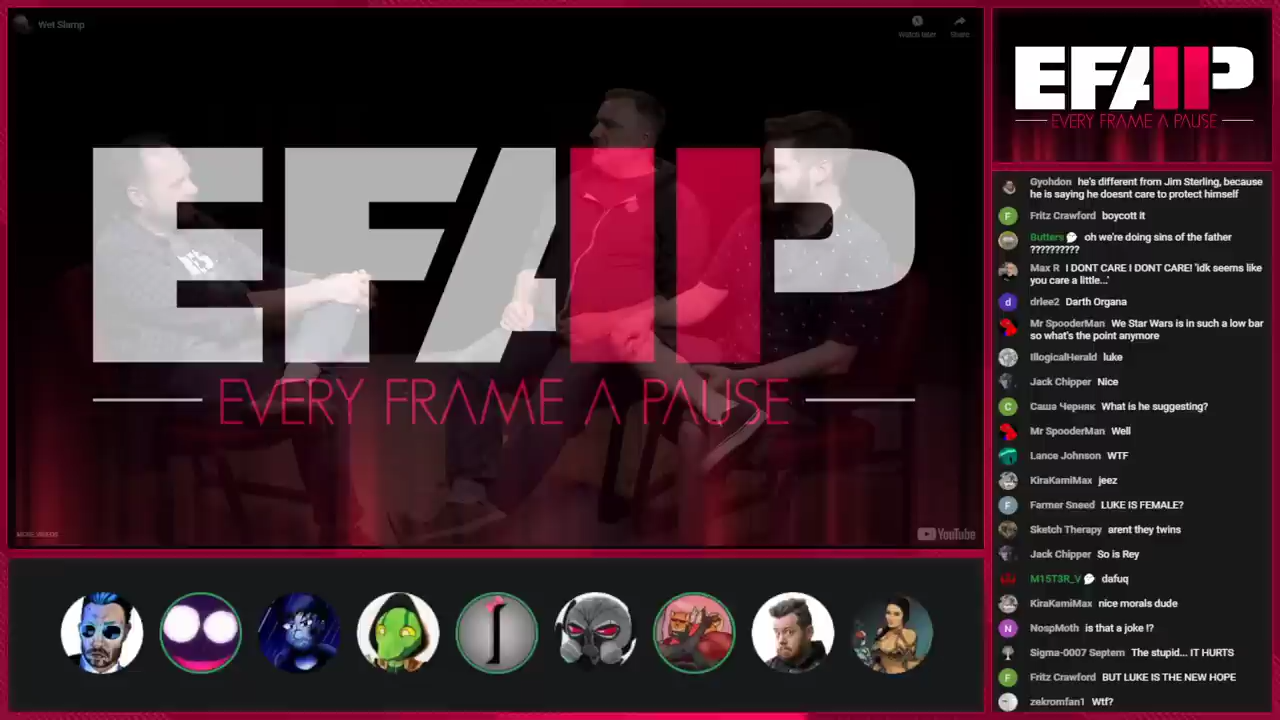 Wet Slamp
Watch later
Share
EFAP
EVERY FRAME A PAUSE
MORE VIDEOS
YouTube
EFAP
EVERY FRAME A PAUSE
Gyohdon he's different from Jim Sterling, because
he is saying he doesnt care to protect himself
F Fritz Crawford boycott it
Butters oh we're doing sins of the father
??????????
Max R I DONT CARE I DONT CARE! 'idk seems like
you care a little...'
d drlee2 Darth Organa
Mr SpooderMan We Star Wars is in such a low bar
so what's the point anymore
IllogicalHerald luke
Jack Chipper Nice
C Саша Черняк What is he suggesting?
Mr SpooderMan Well
Lance Johnson WTF
KiraKamiMax jeez
F Farmer Sneed LUKE IS FEMALE?
Sketch Therapy arent they twins
Jack Chipper So is Rey
M15T3R_V dafuq
KiraKamiMax nice morals dude
N NospMoth is that a joke !?
Sigma-0007 Septem The stupid... IT HURTS
F Fritz Crawford BUT LUKE IS THE NEW HOPE
zekromfan1 Wtf?